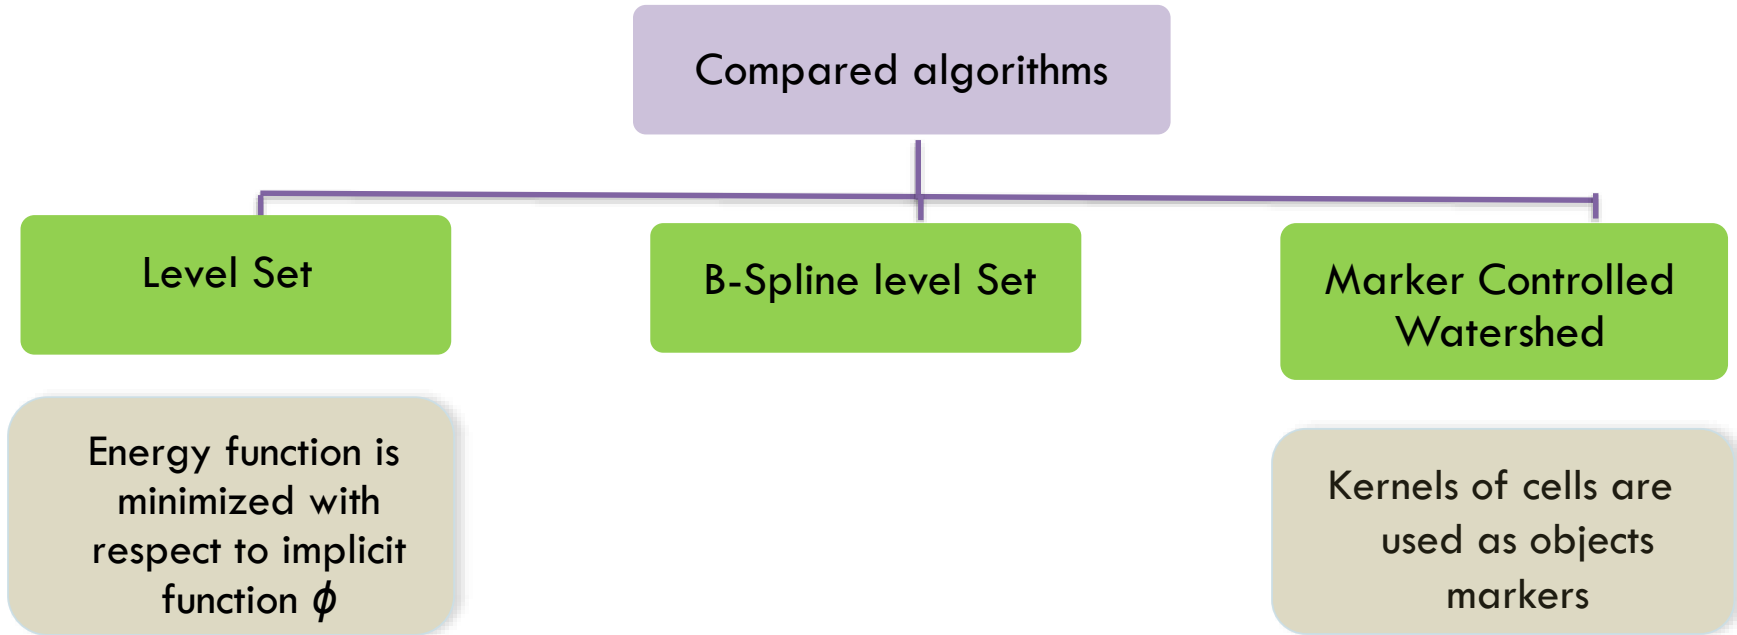 Compared algorithms
Level Set
B-Spline level Set
Marker Controlled
Watershed
Energy function is
minimized with
respect to implicit
function ϕ
Kernels of cells are
used as objects
markers